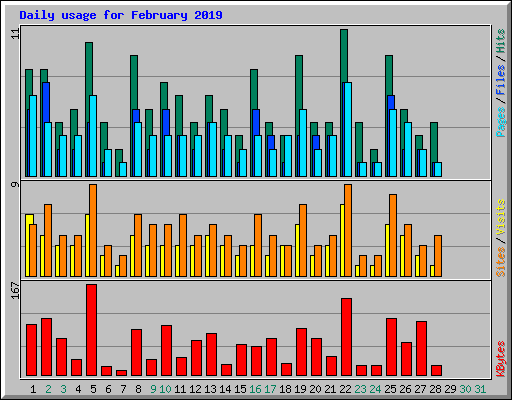 Daily usage for February 2019
11
Pages / Files / Hits
9
Sites / Visits
167
KBytes
1 2 3 4 5 6 7 8 9 10 11 12 13 14 15 16 17 18 19 20 21 22 23 24 25 26 27 28 29 30 31